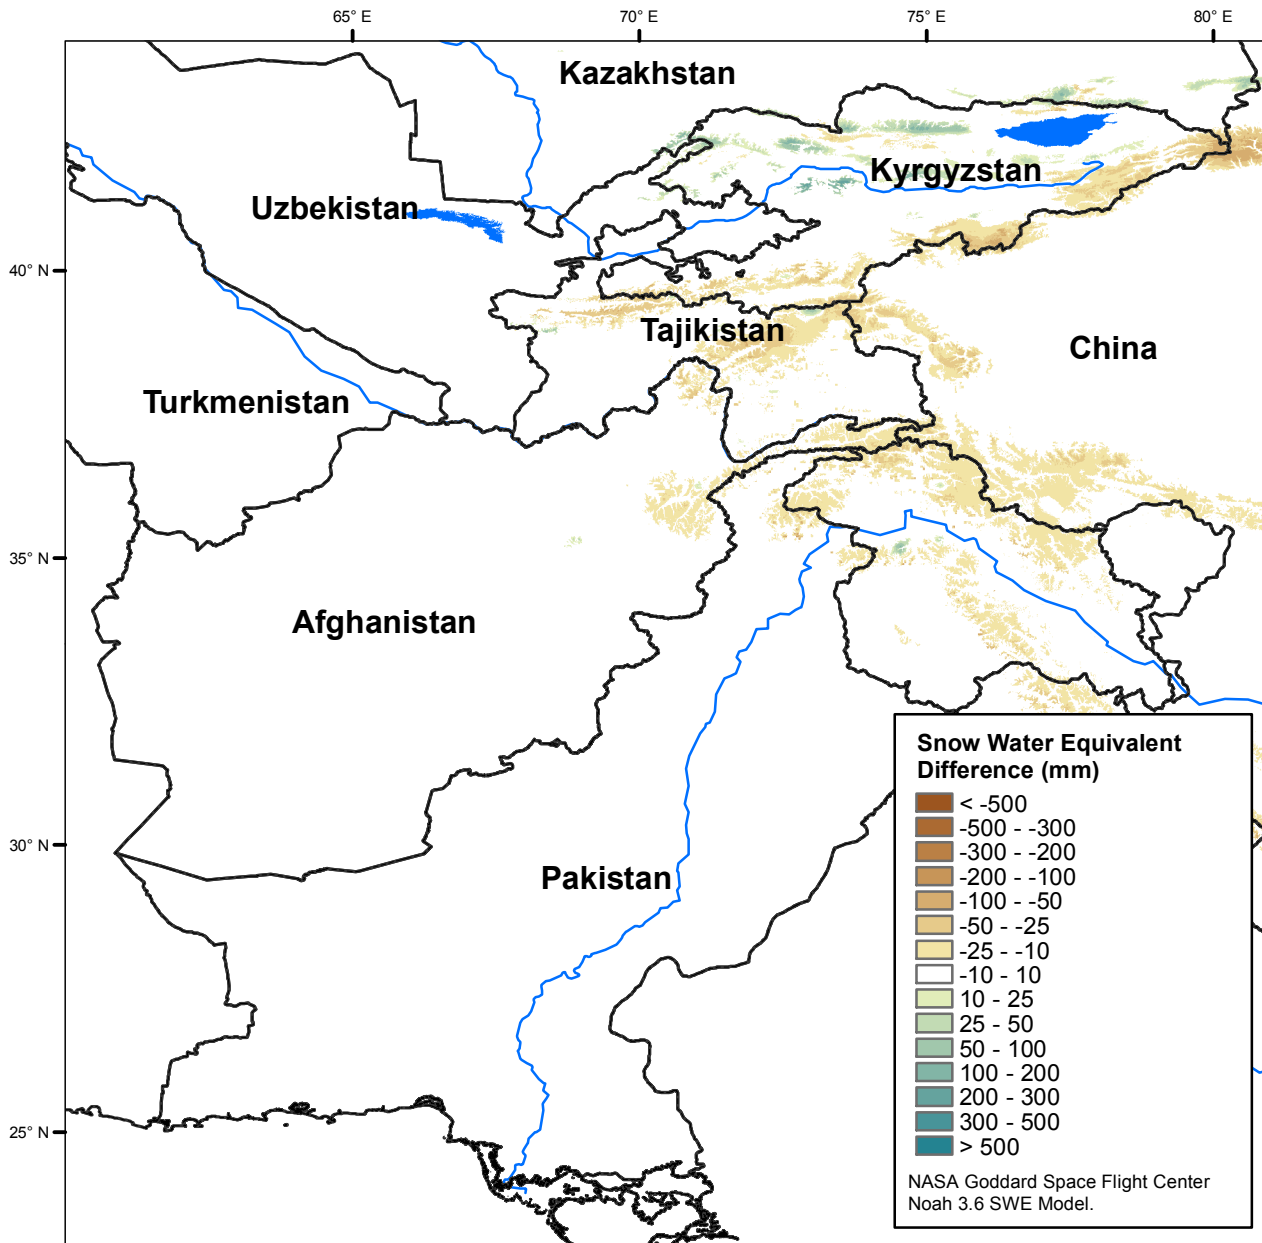 65° E
70° E
75° E
80° E
Kazakhstan
Kyrgyzstan
Uzbekistan
40° N
Tajikistan
China
Turkmenistan
35° N
Afghanistan
30° N
Pakistan
25° N
Snow Water Equivalent
Difference (mm)
< -500
-500 - -300
-300 - -200
-200 - -100
-100 - -50
-50 - -25
-25 - -10
-10 - 10
10 - 25
25 - 50
50 - 100
100 - 200
200 - 300
300 - 500
> 500
NASA Goddard Space Flight Center
Noah 3.6 SWE Model.